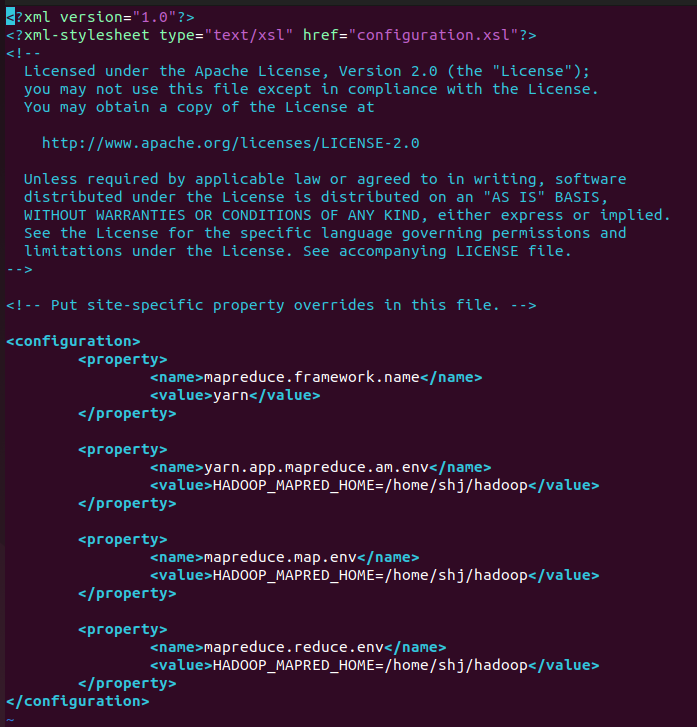 <?xml version="1.0"?>
<?xml-stylesheet type="text/xsl" href="configuration.xsl"?>
<!--
  Licensed under the Apache License, Version 2.0 (the "License");
  you may not use this file except in compliance with the License.
  You may obtain a copy of the License at

    http://www.apache.org/licenses/LICENSE-2.0

  Unless required by applicable law or agreed to in writing, software
  distributed under the License is distributed on an "AS IS" BASIS,
  WITHOUT WARRANTIES OR CONDITIONS OF ANY KIND, either express or implied.
  See the License for the specific language governing permissions and
  limitations under the License. See accompanying LICENSE file.
-->

<!-- Put site-specific property overrides in this file. -->

<configuration>
        <property>
                <name>mapreduce.framework.name</name>
                <value>yarn</value>
        </property>

        <property>
                <name>yarn.app.mapreduce.am.env</name>
                <value>HADOOP_MAPRED_HOME=/home/shj/hadoop</value>
        </property>

        <property>
                <name>mapreduce.map.env</name>
                <value>HADOOP_MAPRED_HOME=/home/shj/hadoop</value>
        </property>

        <property>
                <name>mapreduce.reduce.env</name>
                <value>HADOOP_MAPRED_HOME=/home/shj/hadoop</value>
        </property>
</configuration>
~